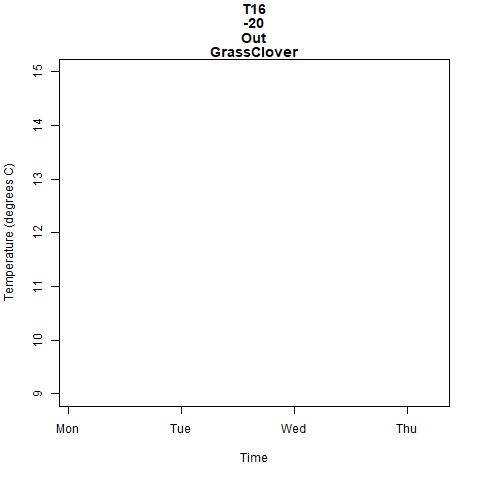 T16
-20
Out
GrassClover
Temperature (degrees C)
15
14
13
12
11
10
9
Mon Tue Wed Thu
Time